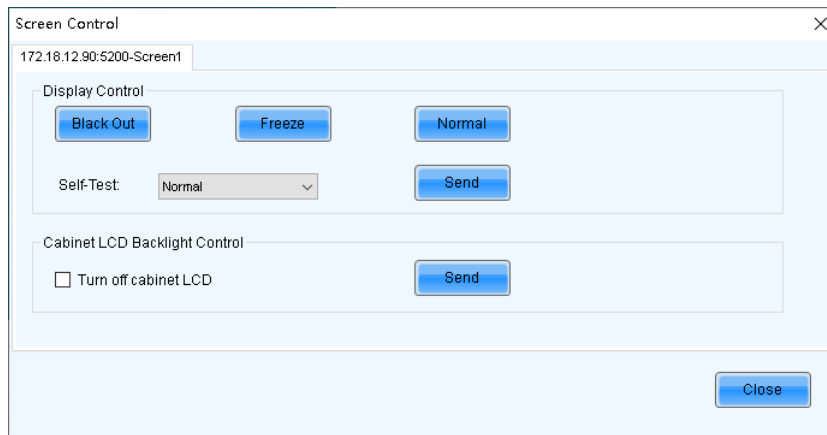 Screen Control
172.18.12.90:5200-Screen1
Display Control
Black Out Freeze Normal
Self-Test: Normal Send
Cabinet LCD Backlight Control
Turn off cabinet LCD Send
Close